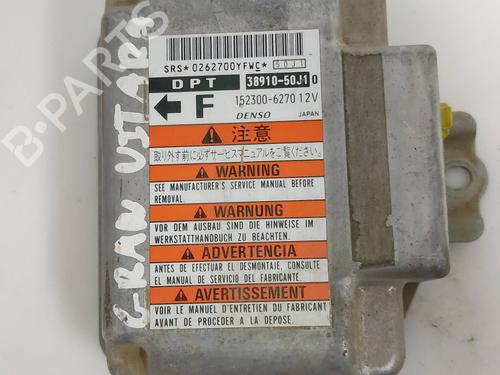 SRS*0262700YFWC*
50J1
DPT
38910-50J10
F
152300-6270 12V
DENSO
JAPAN
注意
取り外す前に必ずサービスマニュアルをご覧ください。
WARNING
SEE MANUFACTURER'S SERVICE MANUAL BEFORE
REMOVAL.
WARNUNG
VOR DEM AUSBAU SIND DIE HINWEISE IM
WERKSTATTHANDBUCH ZU BEACHTEN.
ADVERTENCIA
ANTES DE EFECTUAR EL DESMONTAJE, CONSULTE
EL MANUAL DE SERVICIO DEL FABRICANTE.
AVERTISSEMENT
VOIR LE MANUEL D'ENTRETIEN DU FABRICANT
AVANT DE PROCEDER A LA DEPOSE.
GRAN VSTARA
B-PARTS